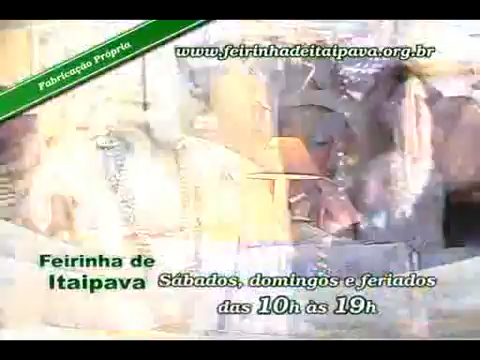 Fabricação Própria
www.feirinhadeitaipava.org.br
Feirinha de
Itaipava
Sábados, domingos e feriados
das 10h às 19h